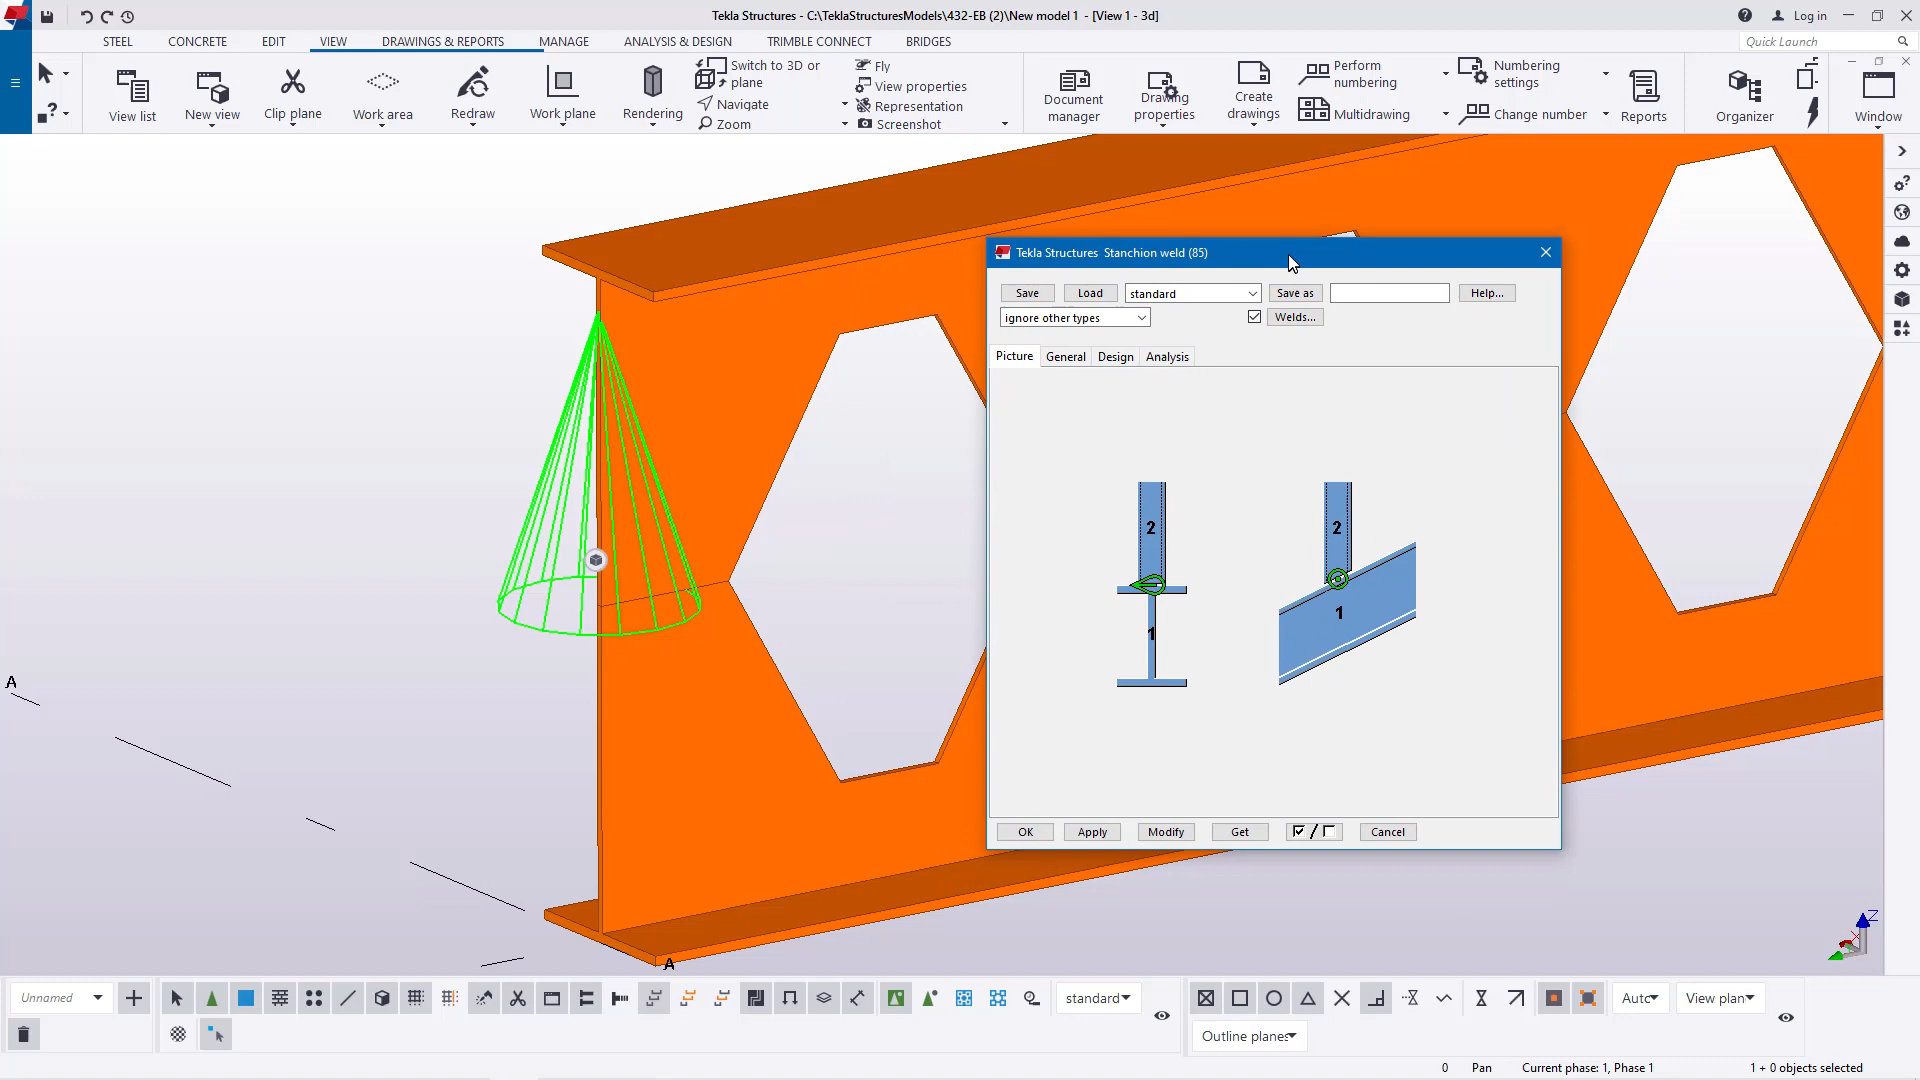 Tekla Structures - C:\TeklaStructuresModels\432-EB (2)\New model 1 - [View 1 - 3d]
Log in
STEEL CONCRETE EDIT VIEW DRAWINGS & REPORTS MANAGE ANALYSIS & DESIGN TRIMBLE CONNECT BRIDGES
Quick Launch
View list
New view
Clip plane
Work area
Redraw
Work plane
Rendering
Switch to 3D or
plane
Navigate
Zoom
Fly
View properties
Representation
Screenshot
Document
manager
Drawing
properties
Create
drawings
Perform
numbering
Multidrawing
Numbering
settings
Change number
Reports
Organizer
Window
Tekla Structures Stanchion weld (85)
Save Load standard Save as Help...
ignore other types Welds...
Picture General Design Analysis
2 2
1 1
OK Apply Modify Get / Cancel
A
A
Z
X
Unnamed
standard
Auto
View plan
Outline planes
0 Pan Current phase: 1, Phase 1 1 + 0 objects selected